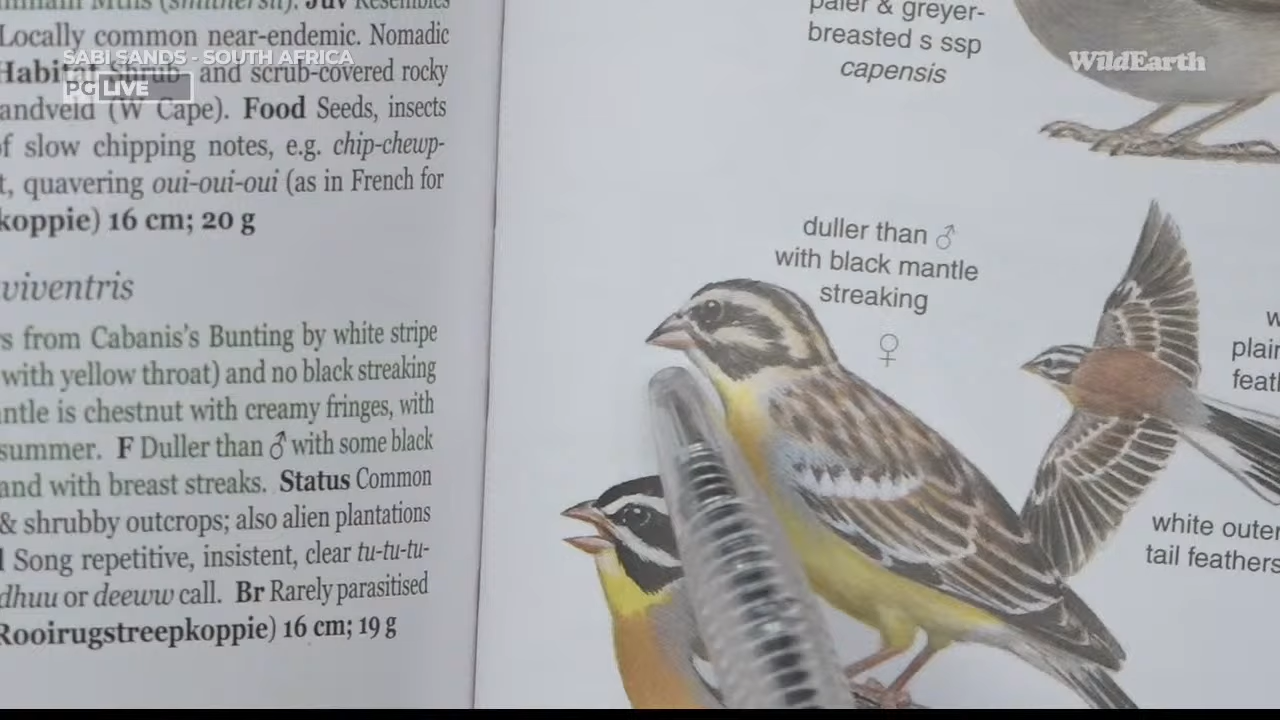 SABI SANDS - SOUTH AFRICA
PG LIVE
WildEarth
Locally common near-endemic. Nomadic
Habitat Shrub- and scrub-covered rocky
andveld (W Cape). Food Seeds, insects
of slow chipping notes, e.g. chip-chewp-
t, quavering oui-oui-oui (as in French for
koppie) 16 cm; 20 g
viventris
s from Cabanis's Bunting by white stripe
with yellow throat) and no black streaking
antle is chestnut with creamy fringes, with
summer. F Duller than ♂ with some black
and with breast streaks. Status Common
& shrubby outcrops; also alien plantations
Song repetitive, insistent, clear tu-tu-tu-
dhuu or deeww call. Br Rarely parasitised
Rooirugstreepkoppie) 16 cm; 19 g
paler & greyer-
breasted s ssp
capensis
duller than ♂
with black mantle
streaking
♀
plain
white outer
tail feathers